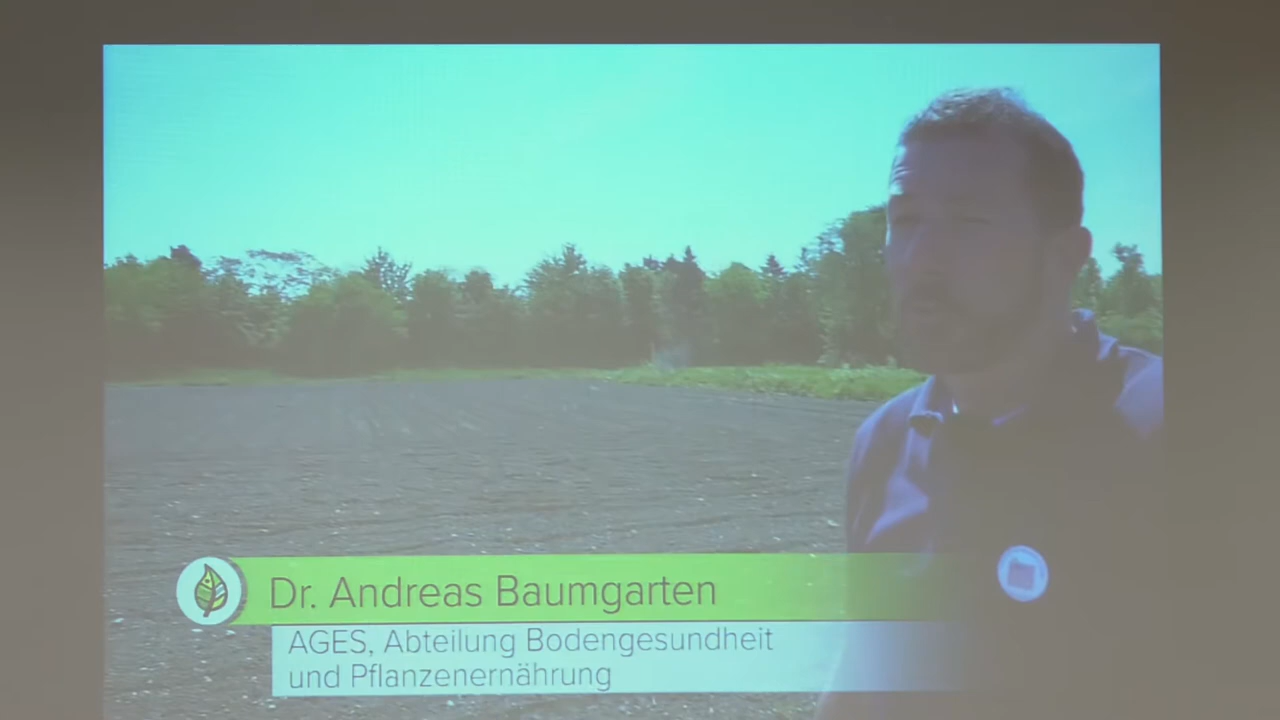 Dr. Andreas Baumgarten
AGES, Abteilung Bodengesundheit
und Pflanzenernährung